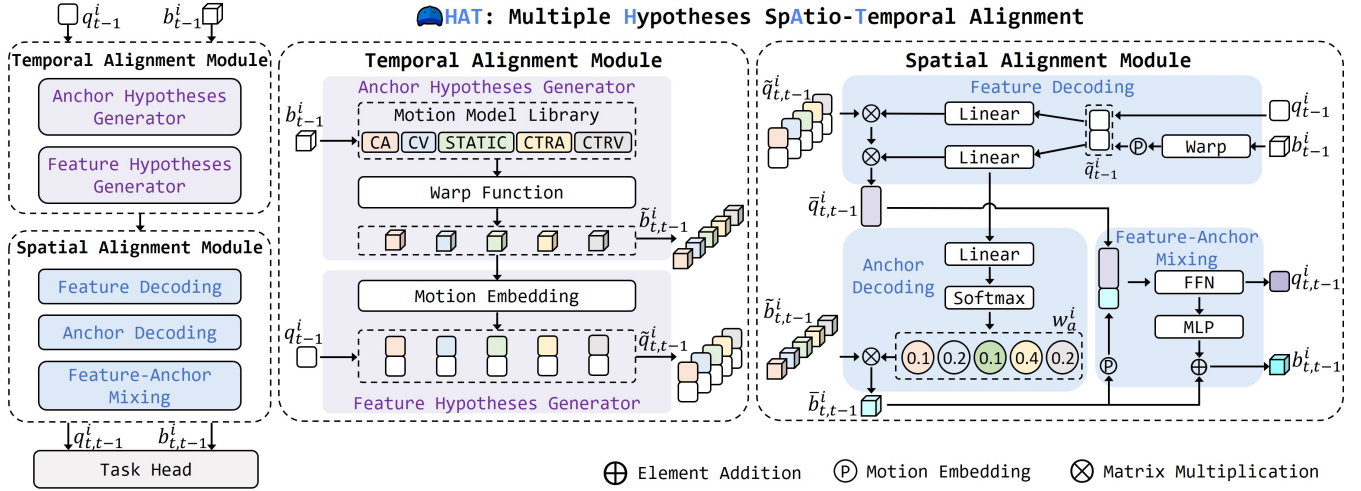 HAT: Multiple Hypotheses SpAtio-Temporal Alignment
q^i_{t-1} b^i_{t-1}
Temporal Alignment Module
Anchor Hypotheses
Generator
Feature Hypotheses
Generator
Spatial Alignment Module
Feature Decoding
Anchor Decoding
Feature-Anchor
Mixing
q^i_{t,t-1} b^i_{t,t-1}
Task Head
Temporal Alignment Module
Anchor Hypotheses Generator
b^i_{t-1}
Motion Model Library
CA CV STATIC CTRA CTRV
Warp Function
b̃^i_{t,t-1}
Motion Embedding
q^i_{t-1}
q̃^i_{t,t-1}
Feature Hypotheses Generator
Spatial Alignment Module
Feature Decoding
q̃^i_{t,t-1}
Linear
q^i_{t-1}
Linear
P
Warp
b^i_{t-1}
q̃^i_{t-1}
q̄^i_{t,t-1}
Anchor
Decoding
Linear
Softmax
w^i_a
b̃^i_{t,t-1}
0.1 0.2 0.1 0.4 0.2
b̄^i_{t,t-1}
Feature-Anchor
Mixing
FFN
q^i_{t,t-1}
MLP
P
b^i_{t,t-1}
Element Addition
P Motion Embedding
Matrix Multiplication